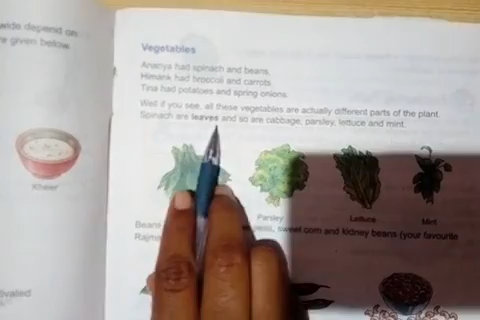 wide depend on
given below.
Kheer
Vegetables
Ananya had spinach and beans,
Himank had broccoli and carrots.
Tina had potatoes and spring onions.
Well if you see, all these vegetables are actually different parts of the plant.
Spinach are leaves and so are cabbage, parsley, lettuce and mint.
Parsley
Lettuce
Mint
Beans
sweet corn and kidney beans (your favourite
Rajma